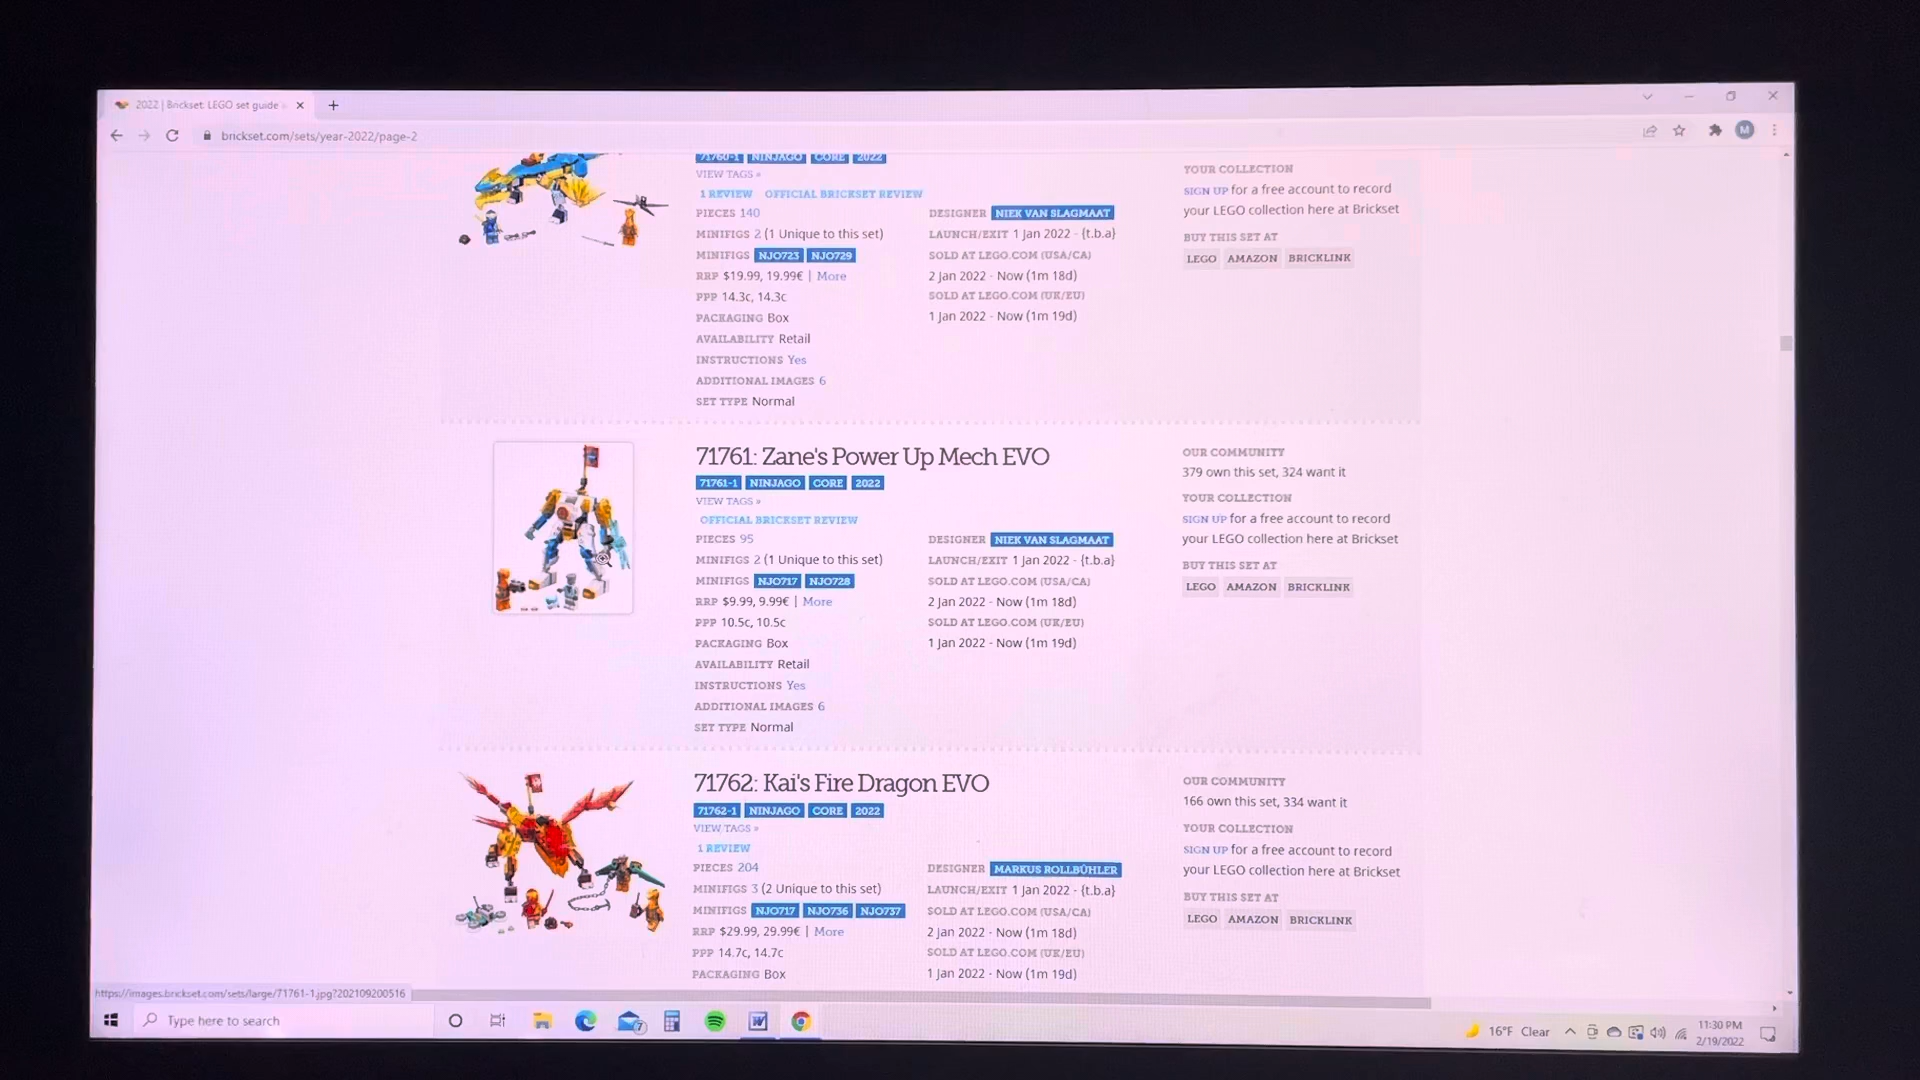 2022 | Brickset: LEGO set guide
brickset.com/sets/year-2022/page-2
M
71760-1 NINJAGO CORE 2022
VIEW TAGS »
1 REVIEW OFFICIAL BRICKSET REVIEW
PIECES 140
MINIFIGS 2 (1 Unique to this set)
MINIFIGS NJO723 NJO729
RRP $19.99, 19.99€ | More
PPP 14.3c, 14.3c
PACKAGING Box
AVAILABILITY Retail
INSTRUCTIONS Yes
ADDITIONAL IMAGES 6
SET TYPE Normal
DESIGNER NIEK VAN SLAGMAAT
LAUNCH/EXIT 1 Jan 2022 - {t.b.a}
SOLD AT LEGO.COM (USA/CA)
2 Jan 2022 - Now (1m 18d)
SOLD AT LEGO.COM (UK/EU)
1 Jan 2022 - Now (1m 19d)
YOUR COLLECTION
SIGN UP for a free account to record
your LEGO collection here at Brickset
BUY THIS SET AT
LEGO AMAZON BRICKLINK
71761: Zane's Power Up Mech EVO
71761-1 NINJAGO CORE 2022
VIEW TAGS »
OFFICIAL BRICKSET REVIEW
PIECES 95
MINIFIGS 2 (1 Unique to this set)
MINIFIGS NJO717 NJO728
RRP $9.99, 9.99€ | More
PPP 10.5c, 10.5c
PACKAGING Box
AVAILABILITY Retail
INSTRUCTIONS Yes
ADDITIONAL IMAGES 6
SET TYPE Normal
DESIGNER NIEK VAN SLAGMAAT
LAUNCH/EXIT 1 Jan 2022 - {t.b.a}
SOLD AT LEGO.COM (USA/CA)
2 Jan 2022 - Now (1m 18d)
SOLD AT LEGO.COM (UK/EU)
1 Jan 2022 - Now (1m 19d)
OUR COMMUNITY
379 own this set, 324 want it
YOUR COLLECTION
SIGN UP for a free account to record
your LEGO collection here at Brickset
BUY THIS SET AT
LEGO AMAZON BRICKLINK
71762: Kai's Fire Dragon EVO
71762-1 NINJAGO CORE 2022
VIEW TAGS »
1 REVIEW
PIECES 204
MINIFIGS 3 (2 Unique to this set)
MINIFIGS NJO717 NJO736 NJO737
RRP $29.99, 29.99€ | More
PPP 14.7c, 14.7c
PACKAGING Box
DESIGNER MARKUS ROLLBÜHLER
LAUNCH/EXIT 1 Jan 2022 - {t.b.a}
SOLD AT LEGO.COM (USA/CA)
2 Jan 2022 - Now (1m 18d)
SOLD AT LEGO.COM (UK/EU)
1 Jan 2022 - Now (1m 19d)
OUR COMMUNITY
166 own this set, 334 want it
YOUR COLLECTION
SIGN UP for a free account to record
your LEGO collection here at Brickset
BUY THIS SET AT
LEGO AMAZON BRICKLINK
https://images.brickset.com/sets/large/71761-1.jpg?202109200516
Type here to search
7
W
16°F Clear
11:30 PM
2/19/2022